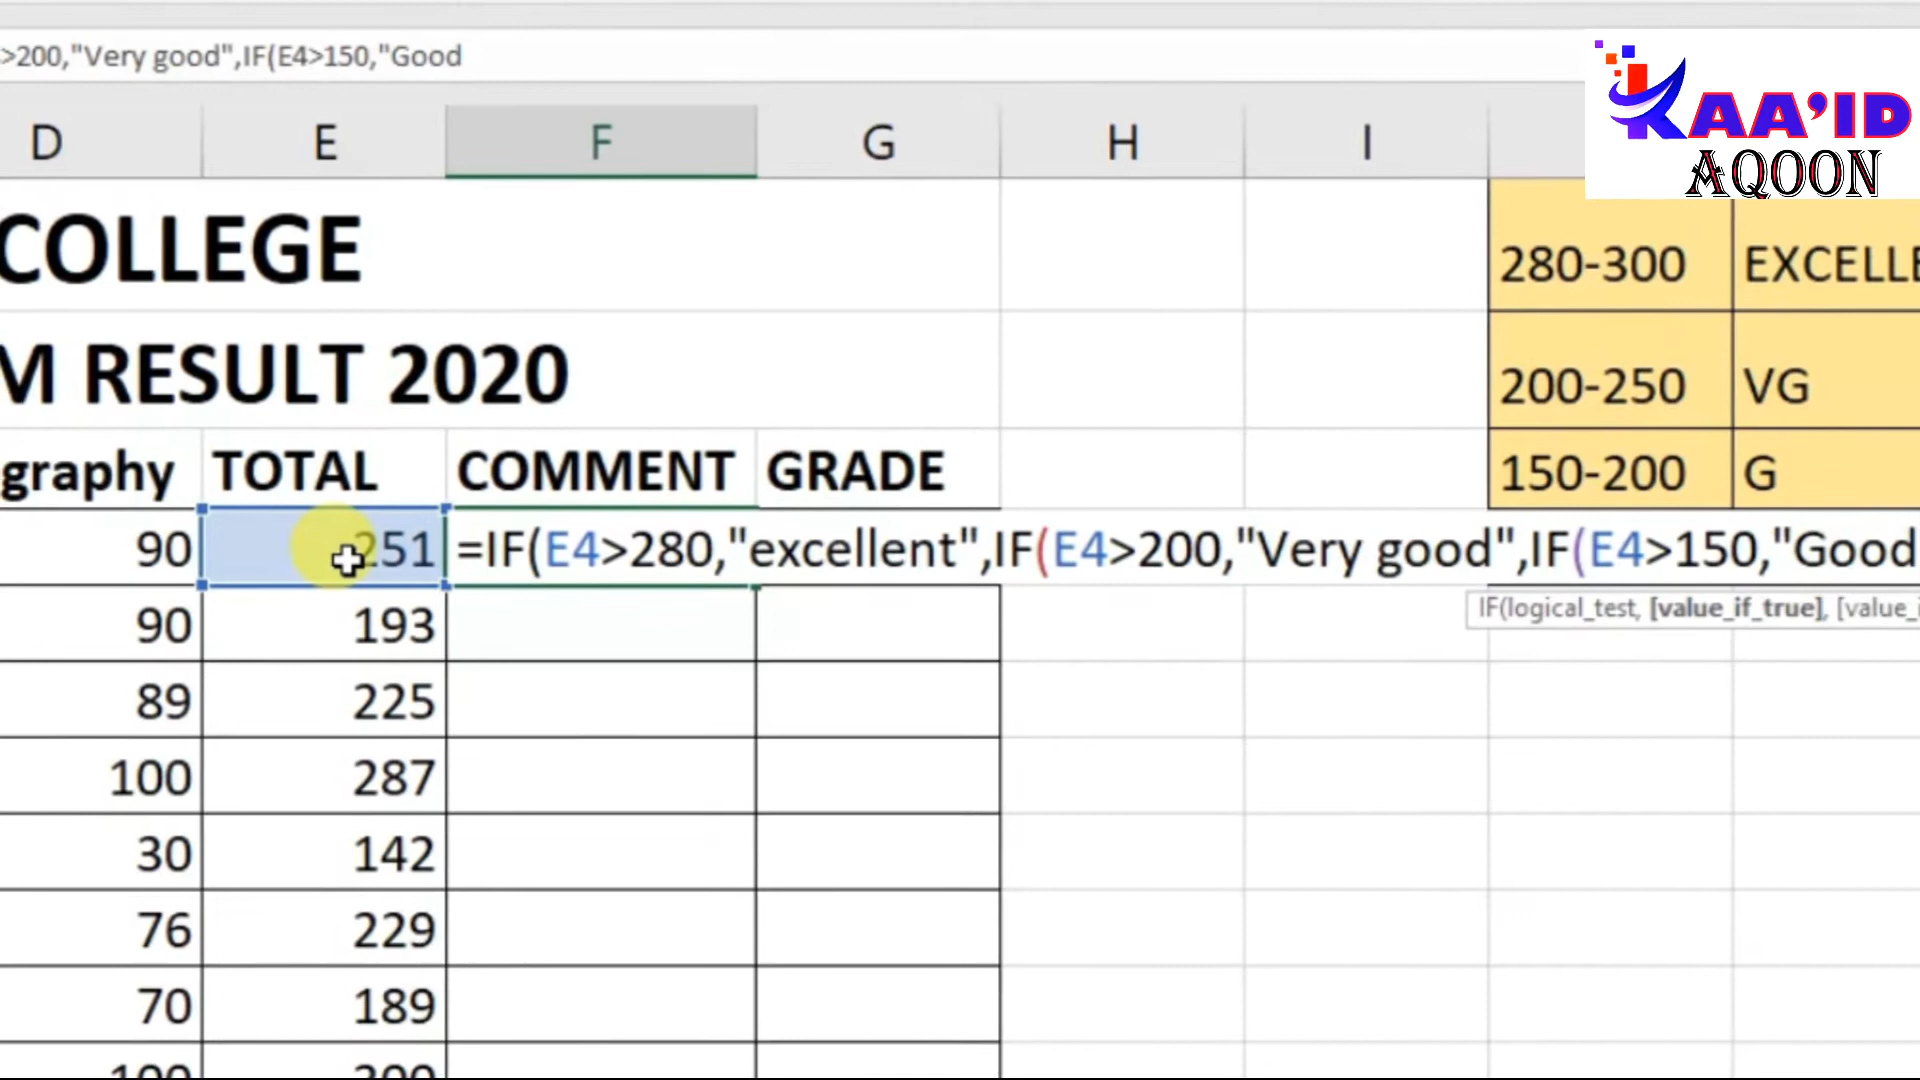 >200,"Very good",IF(E4>150,"Good
KAA'ID
AQOON
D E F G H I
COLLEGE
280-300 EXCELLE
M RESULT 2020
200-250 VG
graphy TOTAL COMMENT GRADE
150-200 G
90 251 =IF(E4>280,"excellent",IF(E4>200,"Very good",IF(E4>150,"Good
IF(logical_test, [value_if_true], [value_i
90 193
89 225
100 287
30 142
76 229
70 189